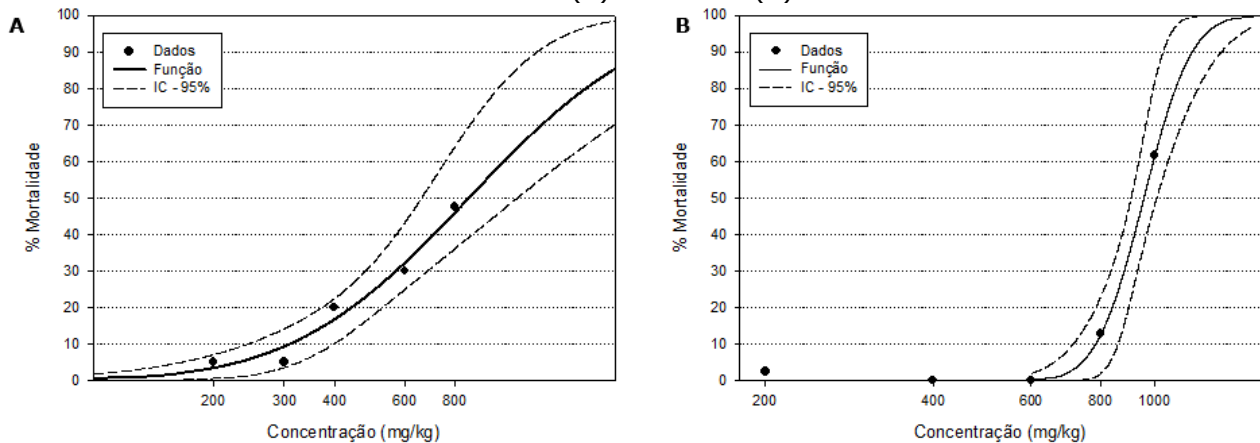 (A) (B)
A
100
90
80
70
60
50
40
30
20
10
0
% Mortalidade
Dados
Função
IC - 95%
200 300 400 600 800
Concentração (mg/kg)
B
100
90
80
70
60
50
40
30
20
10
0
% Mortalidade
Dados
Função
IC - 95%
200 400 600 800 1000
Concentração (mg/kg)